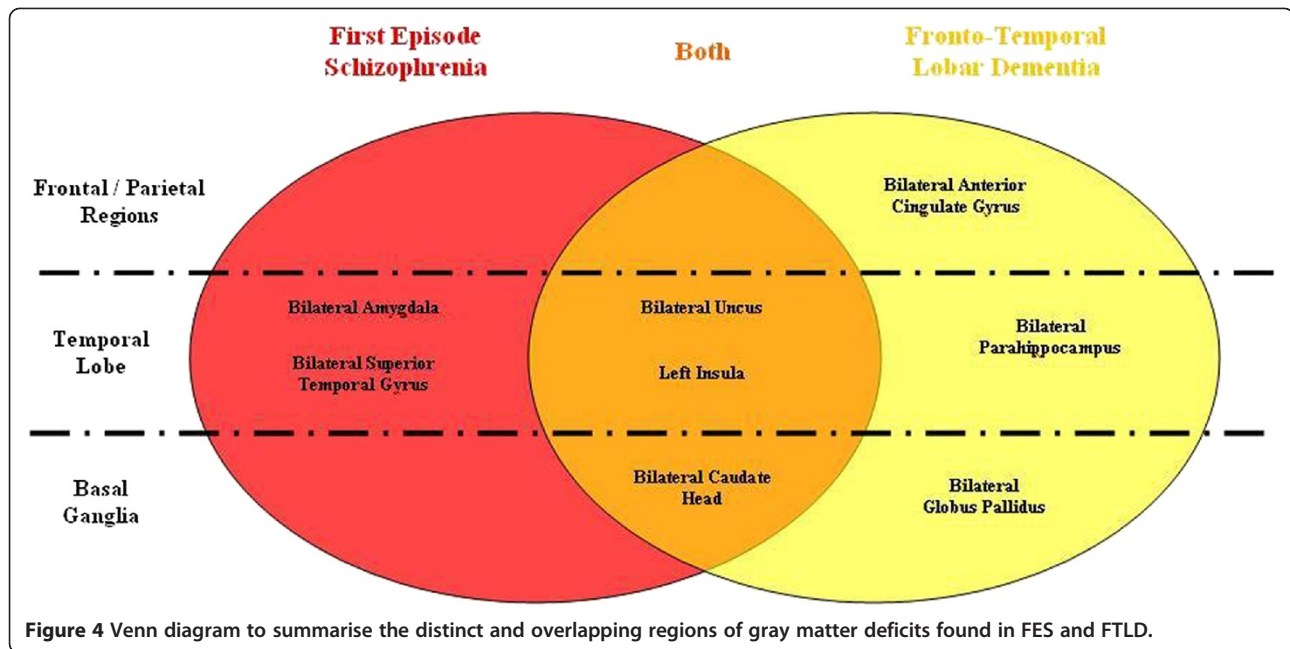 First Episode
Schizophrenia
Both
Fronto-Temporal
Lobar Dementia
Frontal / Parietal
Regions
Bilateral Anterior
Cingulate Gyrus
Temporal
Lobe
Bilateral Amygdala
Bilateral Superior
Temporal Gyrus
Bilateral Uncus
Left Insula
Bilateral
Parahippocampus
Basal
Ganglia
Bilateral Caudate
Head
Bilateral
Globus Pallidus
Figure 4 Venn diagram to summarise the distinct and overlapping regions of gray matter deficits found in FES and FTLD.